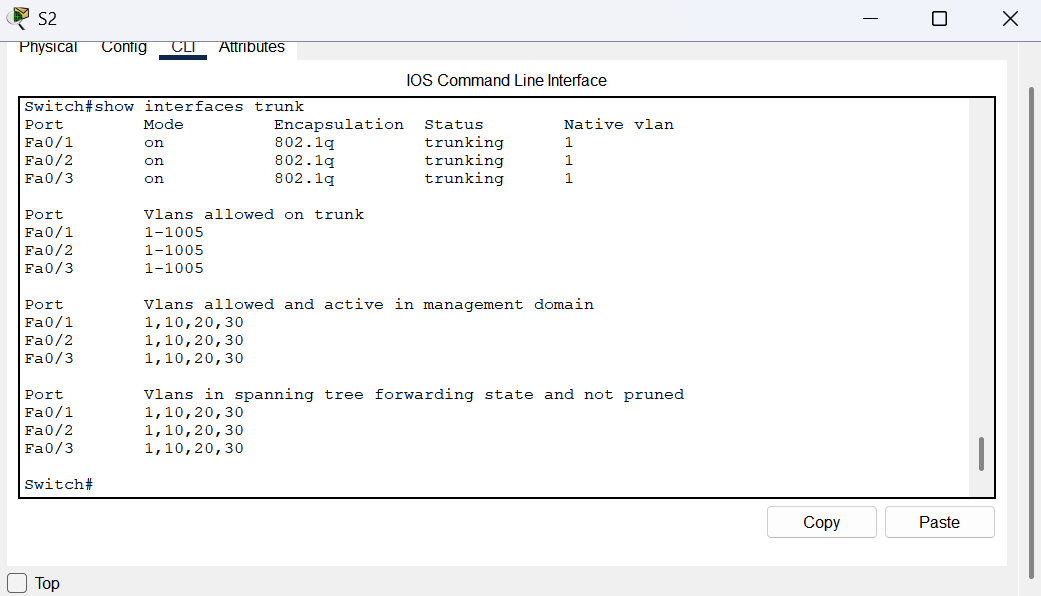 S2
Physical Config CLI Attributes
IOS Command Line Interface
Switch#show interfaces trunk
Port Mode Encapsulation Status Native vlan
Fa0/1 on 802.1q trunking 1
Fa0/2 on 802.1q trunking 1
Fa0/3 on 802.1q trunking 1
Port Vlans allowed on trunk
Fa0/1 1-1005
Fa0/2 1-1005
Fa0/3 1-1005
Port Vlans allowed and active in management domain
Fa0/1 1,10,20,30
Fa0/2 1,10,20,30
Fa0/3 1,10,20,30
Port Vlans in spanning tree forwarding state and not pruned
Fa0/1 1,10,20,30
Fa0/2 1,10,20,30
Fa0/3 1,10,20,30
Switch#
Copy Paste
Top